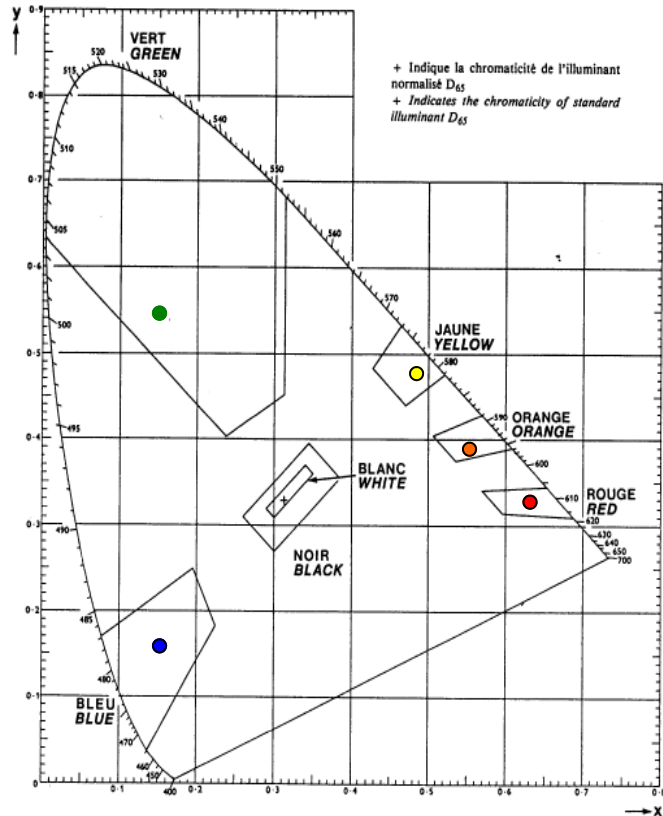 y
0·9
VERT
GREEN
520
515
530
+ Indique la chromaticité de l'illuminant
normalisé D65
+ Indicates the chromaticity of standard
illuminant D65
0·8
540
510
550
0·7
505
560
0·6
570
500
JAUNE
YELLOW
0·5
580
495
590
ORANGE
ORANGE
0·4
600
BLANC
WHITE
ROUGE
RED
610
620
0·3
490
630
640
650
700
NOIR
BLACK
0·2
485
480
0·1
BLEU
BLUE
470
460
450
0
400
0·1
0·2
0·3
0·4
0·5
0·6
0·7
x